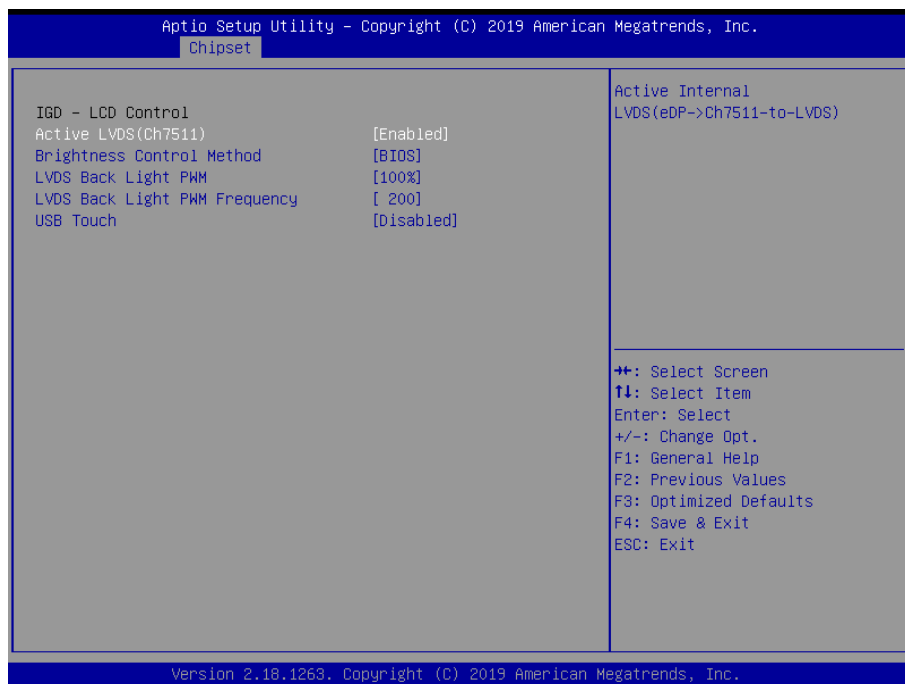 Aptio Setup Utility – Copyright (C) 2019 American Megatrends, Inc.
Chipset
IGD – LCD Control
Active LVDS(Ch7511) [Enabled]
Brightness Control Method [BIOS]
LVDS Back Light PWM [100%]
LVDS Back Light PWM Frequency [ 200]
USB Touch [Disabled]
Active Internal
LVDS(eDP->Ch7511-to-LVDS)
→←: Select Screen
↑↓: Select Item
Enter: Select
+/-: Change Opt.
F1: General Help
F2: Previous Values
F3: Optimized Defaults
F4: Save & Exit
ESC: Exit
Version 2.18.1263. Copyright (C) 2019 American Megatrends, Inc.